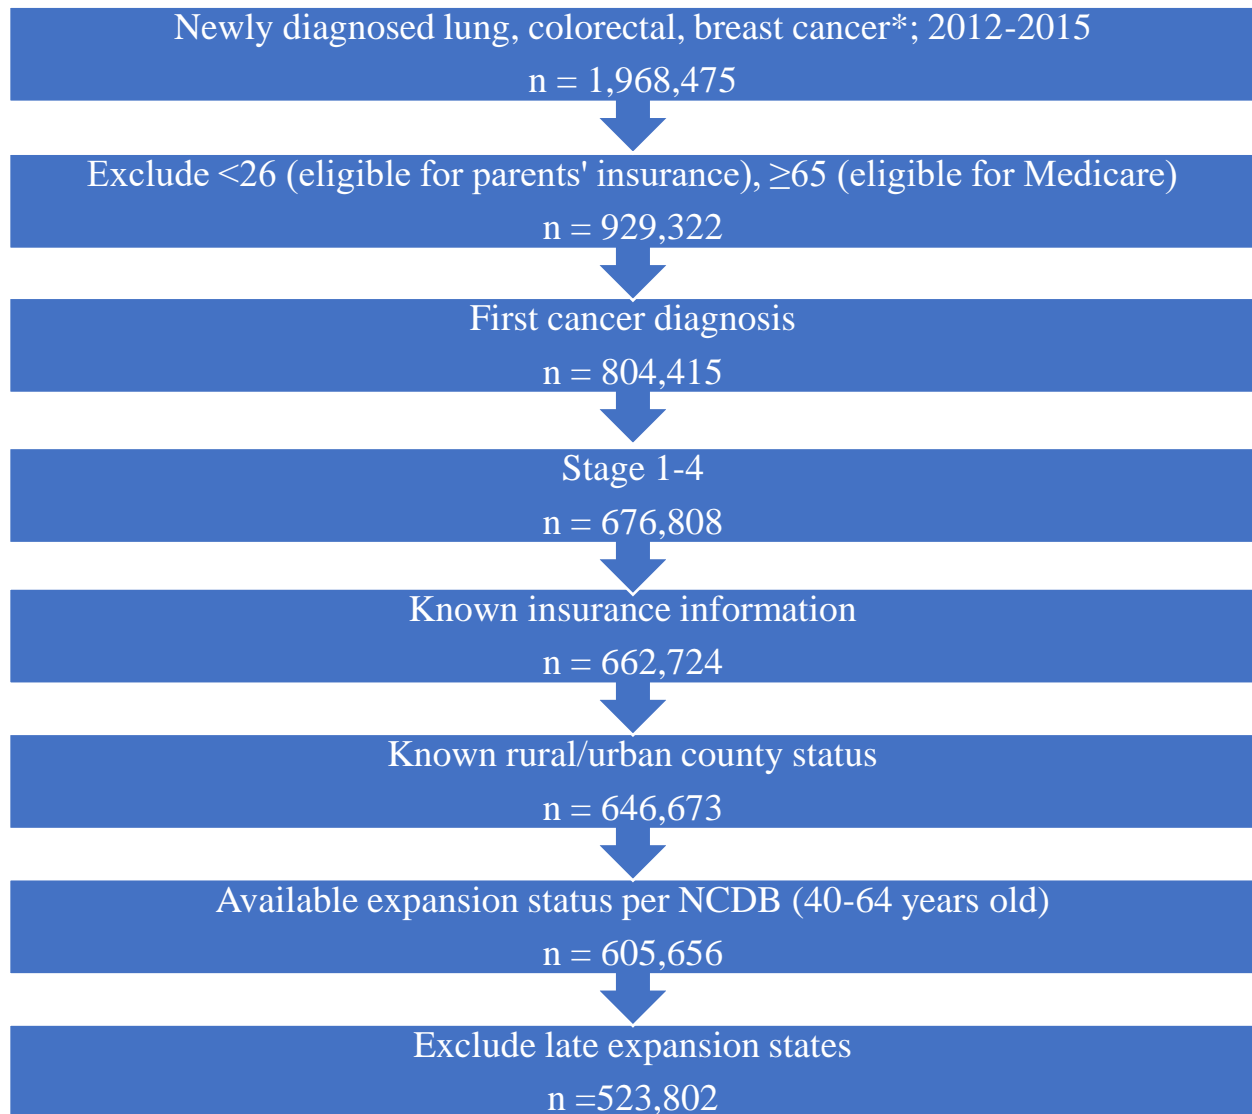 Newly diagnosed lung, colorectal, breast cancer*; 2012-2015
n = 1,968,475
Exclude <26 (eligible for parents' insurance), ≥65 (eligible for Medicare)
n = 929,322
First cancer diagnosis
n = 804,415
Stage 1-4
n = 676,808
Known insurance information
n = 662,724
Known rural/urban county status
n = 646,673
Available expansion status per NCDB (40-64 years old)
n = 605,656
Exclude late expansion states
n =523,802